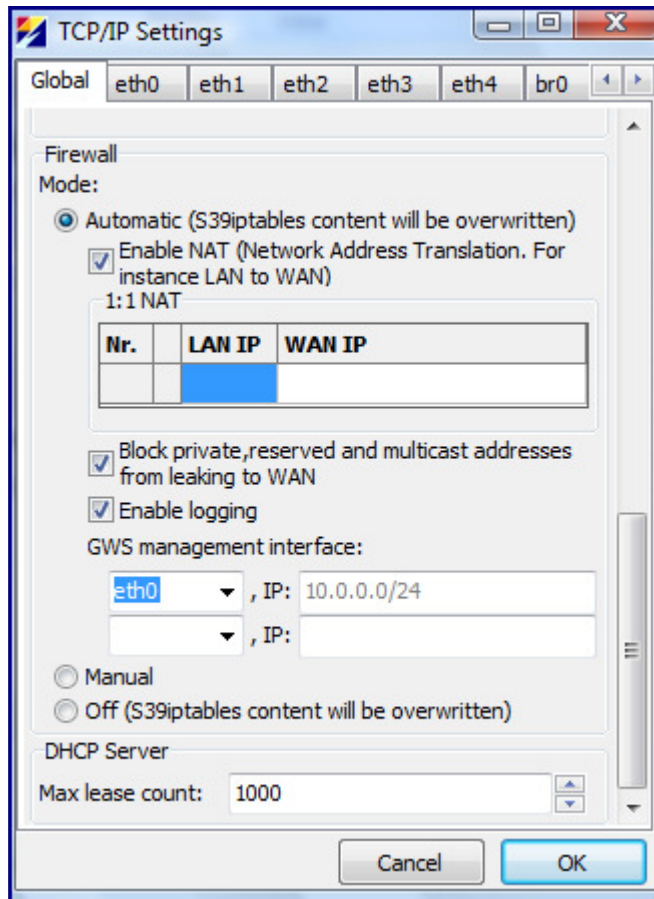 TCP/IP Settings
Global eth0 eth1 eth2 eth3 eth4 br0
Firewall
Mode:
Automatic (S39iptables content will be overwritten)
Enable NAT (Network Address Translation. For
instance LAN to WAN)
1:1 NAT
Nr. LAN IP WAN IP
Block private,reserved and multicast addresses
from leaking to WAN
Enable logging
GWS management interface:
eth0 , IP: 10.0.0.0/24
, IP:
Manual
Off (S39iptables content will be overwritten)
DHCP Server
Max lease count: 1000
Cancel OK